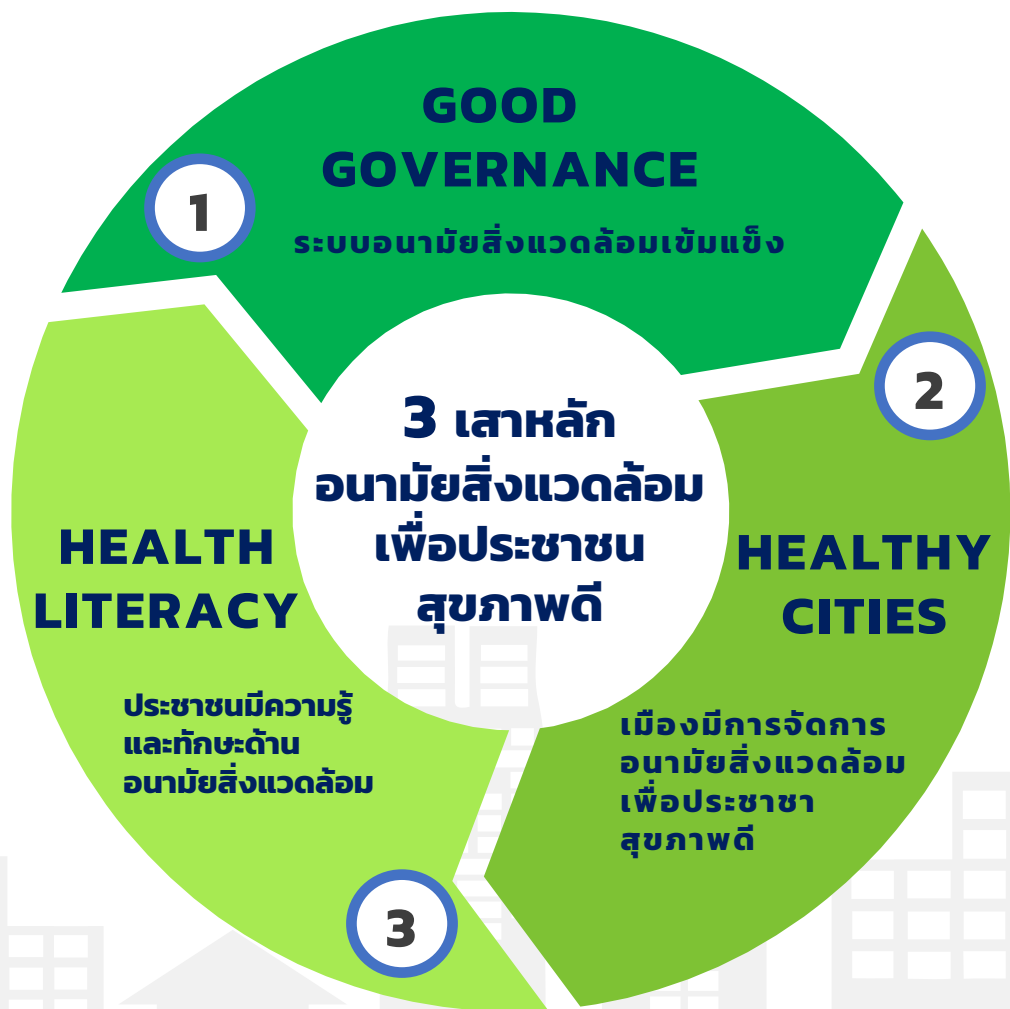 GOOD
GOVERNANCE
1
ระบบอนามัยสิ่งแวดล้อมเข้มแข็ง
2
3 เสาหลัก
อนามัยสิ่งแวดล้อม
เพื่อประชาชน
สุขภาพดี
HEALTHY
CITIES
เมืองมีการจัดการ
อนามัยสิ่งแวดล้อม
เพื่อประชาชา
สุขภาพดี
HEALTH
LITERACY
ประชาชนมีความรู้
และทักษะด้าน
อนามัยสิ่งแวดล้อม
3